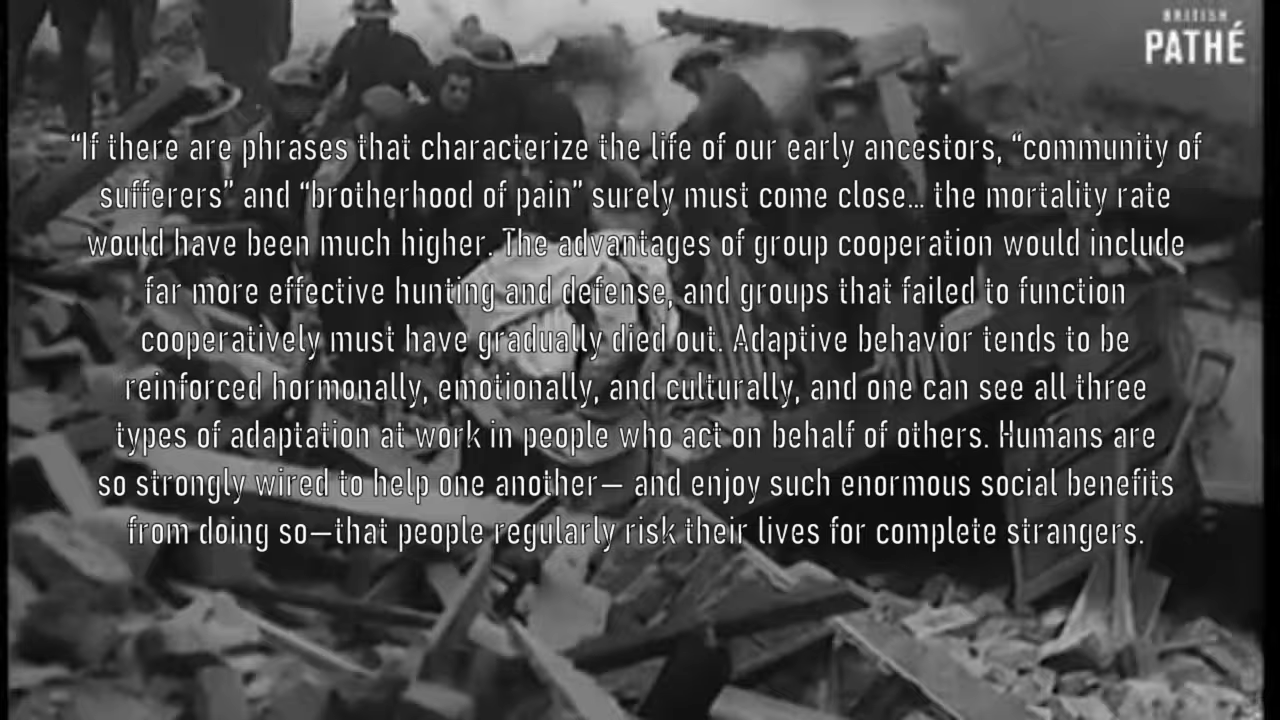 BRITISH
PATHÉ
“If there are phrases that characterize the life of our early ancestors, “community of
sufferers” and “brotherhood of pain” surely must come close... the mortality rate
would have been much higher. The advantages of group cooperation would include
far more effective hunting and defense, and groups that failed to function
cooperatively must have gradually died out. Adaptive behavior tends to be
reinforced hormonally, emotionally, and culturally, and one can see all three
types of adaptation at work in people who act on behalf of others. Humans are
so strongly wired to help one another— and enjoy such enormous social benefits
from doing so—that people regularly risk their lives for complete strangers.